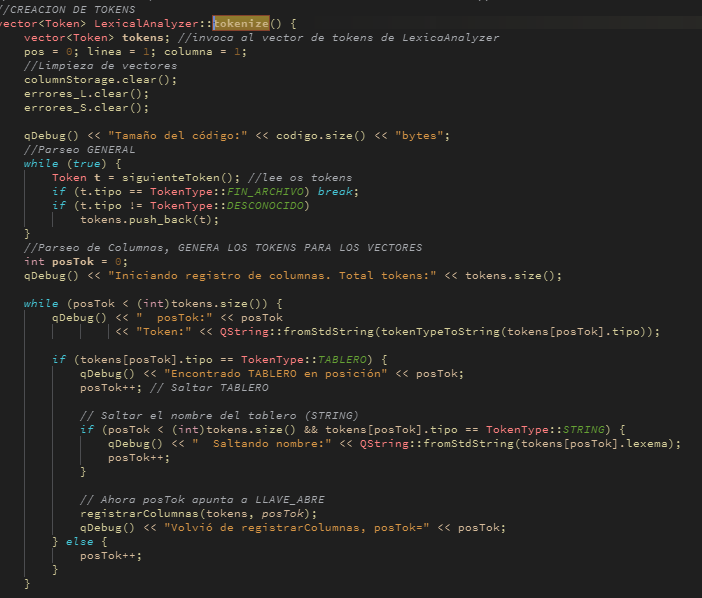 //CREACION DE TOKENS
vector<Token> LexicalAnalyzer::tokenize() {
vector<Token> tokens; //invoca al vector de tokens de LexicaAnalyzer
pos = 0; linea = 1; columna = 1;
//Limpieza de vectores
columnStorage.clear();
errores_L.clear();
errores_S.clear();
qDebug() << "Tamaño del código:" << codigo.size() << "bytes";
//Parseo GENERAL
while (true) {
Token t = siguienteToken(); //lee os tokens
if (t.tipo == TokenType::FIN_ARCHIVO) break;
if (t.tipo != TokenType::DESCONOCIDO)
tokens.push_back(t);
}
//Parseo de Columnas, GENERA LOS TOKENS PARA LOS VECTORES
int posTok = 0;
qDebug() << "Iniciando registro de columnas. Total tokens:" << tokens.size();
while (posTok < (int)tokens.size()) {
qDebug() << "  posTok:" << posTok
<< "Token:" << QString::fromStdString(tokenTypeToString(tokens[posTok].tipo));
if (tokens[posTok].tipo == TokenType::TABLERO) {
qDebug() << "Encontrado TABLERO en posición" << posTok;
posTok++; // Saltar TABLERO
// Saltar el nombre del tablero (STRING)
if (posTok < (int)tokens.size() && tokens[posTok].tipo == TokenType::STRING) {
qDebug() << "  Saltando nombre:" << QString::fromStdString(tokens[posTok].lexema);
posTok++;
}
// Ahora posTok apunta a LLAVE_ABRE
registrarColumnas(tokens, posTok);
qDebug() << "Volvió de registrarColumnas, posTok=" << posTok;
} else {
posTok++;
}
}